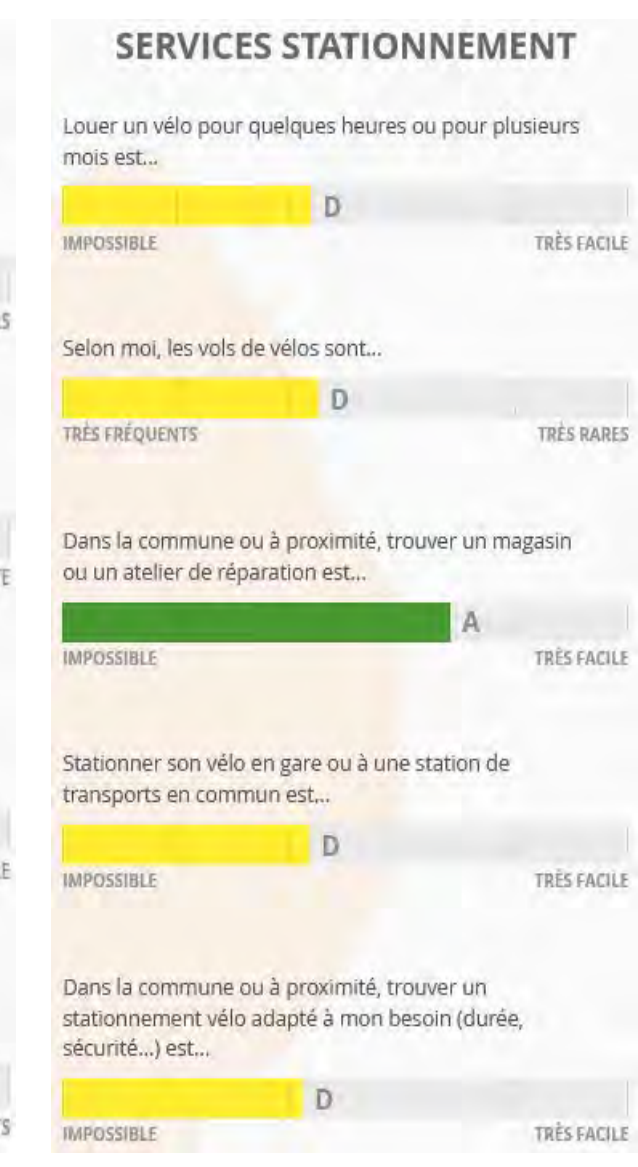 SERVICES STATIONNEMENT
Louer un vélo pour quelques heures ou pour plusieurs
mois est...
D
IMPOSSIBLE TRÈS FACILE
Selon moi, les vols de vélos sont...
D
TRÈS FRÉQUENTS TRÈS RARES
Dans la commune ou à proximité, trouver un magasin
ou un atelier de réparation est...
A
IMPOSSIBLE TRÈS FACILE
Stationner son vélo en gare ou à une station de
transports en commun est...
D
IMPOSSIBLE TRÈS FACILE
Dans la commune ou à proximité, trouver un
stationnement vélo adapté à mon besoin (durée,
sécurité...) est...
D
IMPOSSIBLE TRÈS FACILE